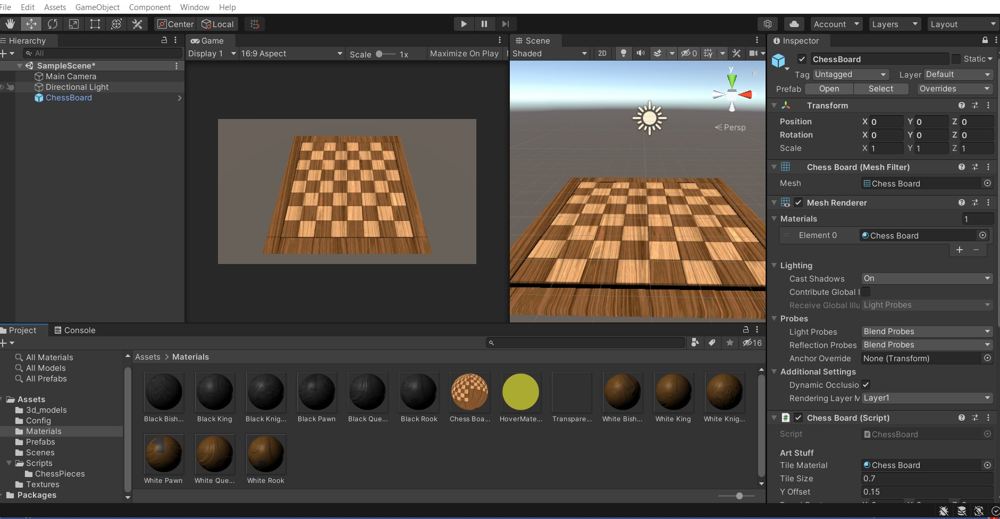 File Edit Assets GameObject Component Window Help
Center Local Account Layers Layout
Hierarchy
All
SampleScene*
Main Camera
Directional Light
ChessBoard
Game
Display 1 16:9 Aspect Scale 1x Maximize On Play
Scene
Shaded 2D 0
y
Persp
Inspector
ChessBoard Static
Tag Untagged Layer Default
Prefab Open Select Overrides
Transform
Position X 0 Y 0 Z 0
Rotation X 0 Y 0 Z 0
Scale X 1 Y 1 Z 1
Chess Board (Mesh Filter)
Mesh Chess Board
Mesh Renderer
Materials 1
Element 0 Chess Board
+ −
Lighting
Cast Shadows On
Contribute Global I
Receive Global Illu Light Probes
Probes
Light Probes Blend Probes
Reflection Probes Blend Probes
Anchor Override None (Transform)
Additional Settings
Dynamic Occlusio
Rendering Layer M Layer1
# Chess Board (Script)
Script ChessBoard
Art Stuff
Tile Material Chess Board
Tile Size 0.7
Y Offset 0.15
Project Console
16
All Materials
All Models
All Prefabs
Assets
3d_models
Config
Materials
Prefabs
Scenes
Scripts
ChessPieces
Textures
Packages
Assets > Materials
Black Bish... Black King Black Knig... Black Pawn Black Que... Black Rook Chess Boa... HoverMate... Transpare... White Bish... White King White Knig...
White Pawn White Que... White Rook